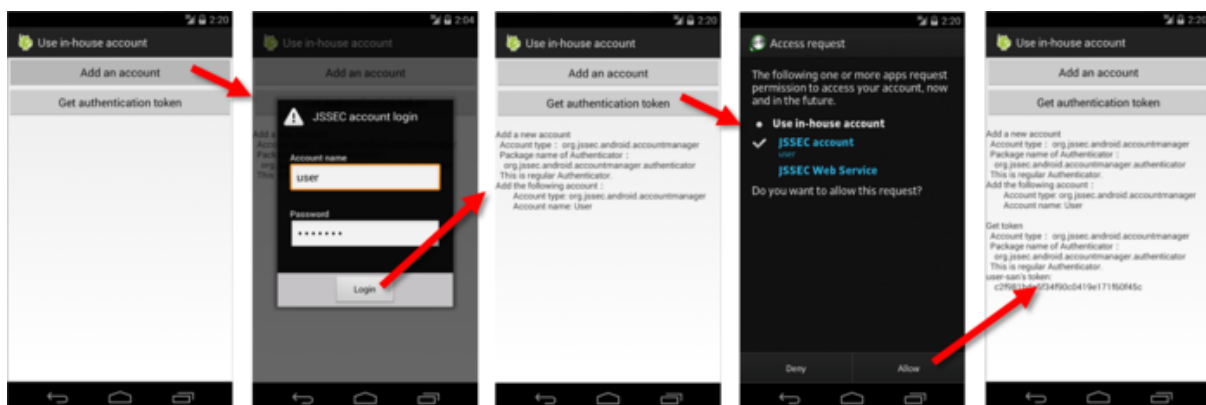 2:20
Use in-house account
Add an account
Get authentication token
2:04
Use in-house account
Add an account
JSSEC account login
Account name
user
Password
•••••••
Login
2:20
Use in-house account
Add an account
Get authentication token
Add a new account
Account type : org.jssec.android.accountmanager
Package name of Authenticator :
org.jssec.android.accountmanager.authenticator
This is regular Authenticator.
Add the following account :
Account type: org.jssec.android.accountmanager
Account name: User
2:20
Access request
The following one or more apps request
permission to access your account, now
and in the future.
• Use in-house account
JSSEC account
user
JSSEC Web Service
Do you want to allow this request?
Deny
Allow
2:20
Use in-house account
Add an account
Get authentication token
Add a new account
Account type : org.jssec.android.accountmanager
Package name of Authenticator :
org.jssec.android.accountmanager.authenticator
This is regular Authenticator.
Add the following account :
Account type: org.jssec.android.accountmanager
Account name: User
Get token
Account type : org.jssec.android.accountmanager
Package name of Authenticator :
org.jssec.android.accountmanager.authenticator
This is regular Authenticator.
user-san's token: